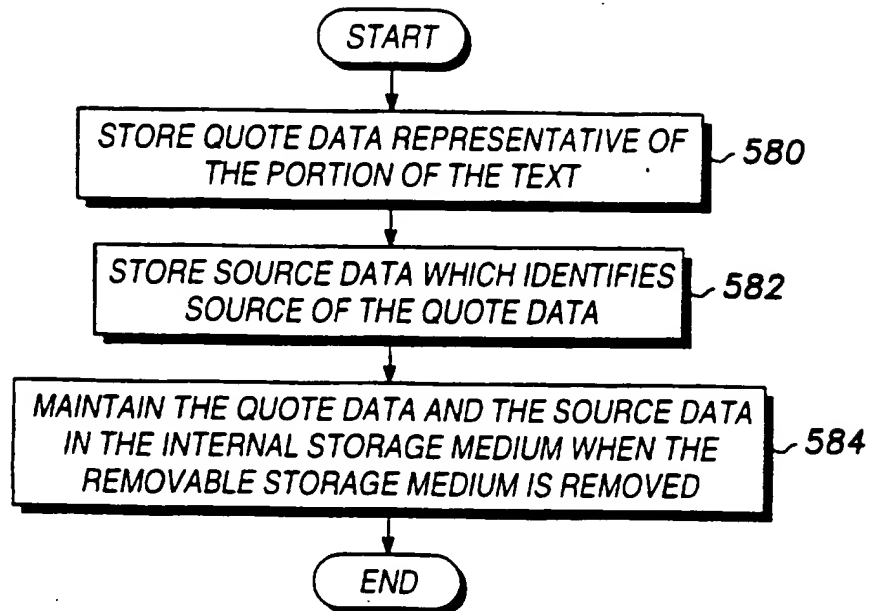 START
STORE QUOTE DATA REPRESENTATIVE OF
THE PORTION OF THE TEXT
580
STORE SOURCE DATA WHICH IDENTIFIES
SOURCE OF THE QUOTE DATA
582
MAINTAIN THE QUOTE DATA AND THE SOURCE DATA
IN THE INTERNAL STORAGE MEDIUM WHEN THE
REMOVABLE STORAGE MEDIUM IS REMOVED
584
END